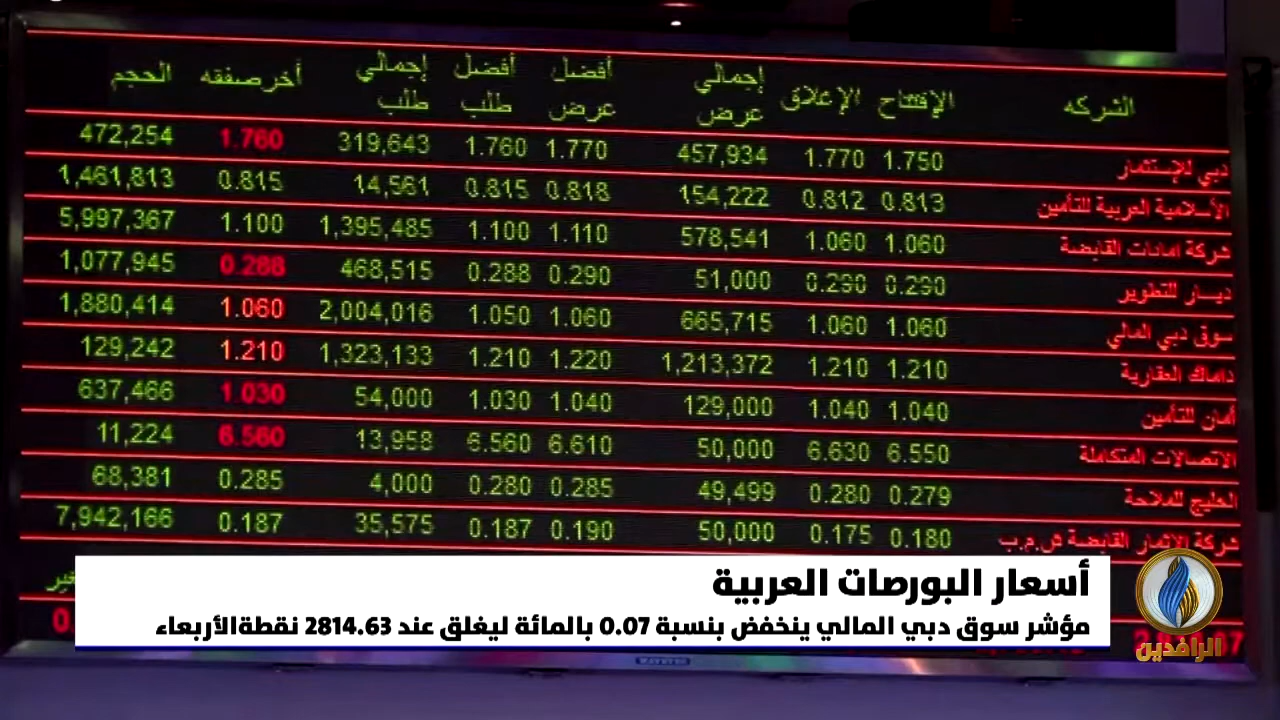 الشركه الإفتتاح الإغلاق إجمالي عرض أفضل عرض أفضل طلب إجمالي طلب أخر صفقه الحجم
دبي للإستثمار 1.750 1.770 457,934 1.770 1.760 319,643 1.760 472,254
الأسلامية العربية للتأمين 0.813 0.812 154,222 0.818 0.815 14,561 0.815 1,461,813
شركة امانات القابضة 1.060 1.060 578,541 1.110 1.100 1,395,485 1.100 5,997,367
ديار للتطوير 0.290 0.290 51,000 0.290 0.288 468,515 0.288 1,077,945
سوق دبي المالي 1.060 1.060 665,715 1.060 1.050 2,004,016 1.060 1,880,414
داماك العقارية 1.210 1.210 1,213,372 1.220 1.210 1,323,133 1.210 129,242
أمان للتأمين 1.040 1.040 129,000 1.040 1.030 54,000 1.030 637,466
الاتصالات المتكاملة 6.550 6.630 50,000 6.610 6.560 13,958 6.560 11,224
الخليج للملاحة 0.279 0.280 49,499 0.285 0.280 4,000 0.285 68,381
شركة الاثمار القابضة ش.م.ب 0.180 0.175 50,000 0.190 0.187 35,575 0.187 7,942,166
أسعار البورصات العربية
مؤشر سوق دبي المالي ينخفض بنسبة 0.07 بالمائة ليغلق عند 2814.63 نقطةالأربعاء
الرافدين